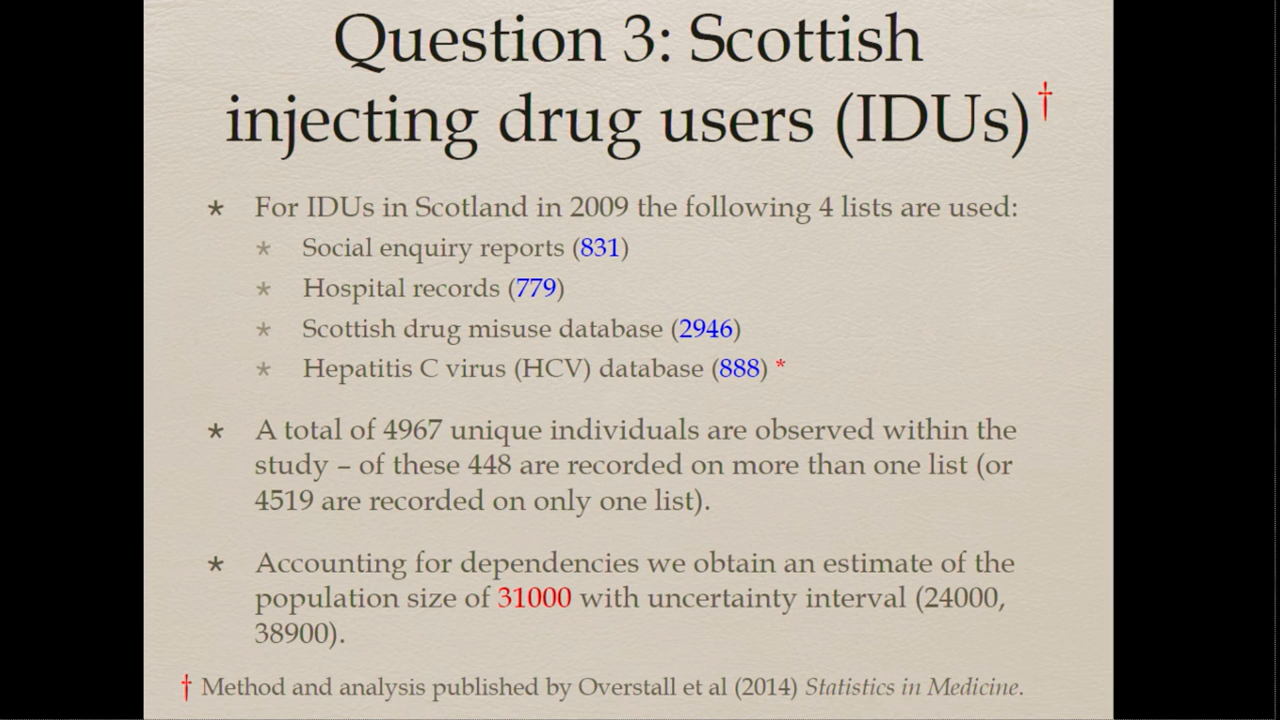 Question 3: Scottish
injecting drug users (IDUs)†
* For IDUs in Scotland in 2009 the following 4 lists are used:
* Social enquiry reports (831)
* Hospital records (779)
* Scottish drug misuse database (2946)
* Hepatitis C virus (HCV) database (888) *
* A total of 4967 unique individuals are observed within the
study – of these 448 are recorded on more than one list (or
4519 are recorded on only one list).
* Accounting for dependencies we obtain an estimate of the
population size of 31000 with uncertainty interval (24000,
38900).
† Method and analysis published by Overstall et al (2014) Statistics in Medicine.